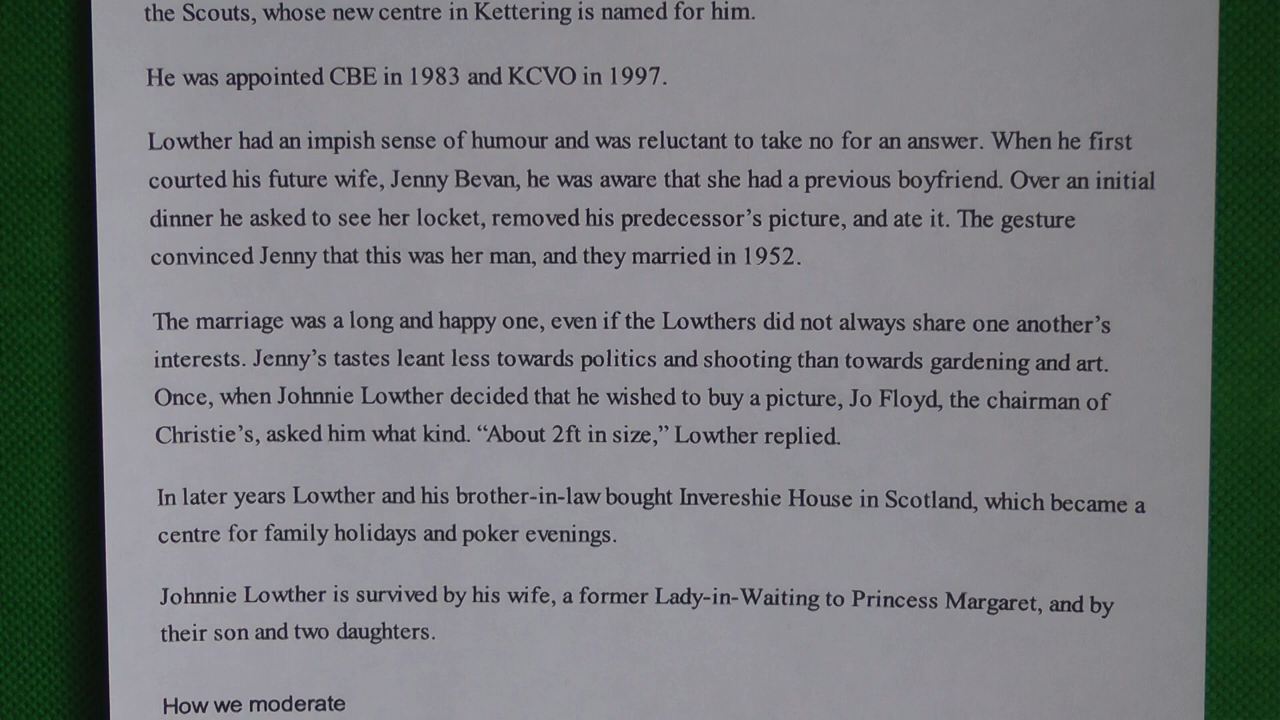 the Scouts, whose new centre in Kettering is named for him.
He was appointed CBE in 1983 and KCVO in 1997.
Lowther had an impish sense of humour and was reluctant to take no for an answer. When he first
courted his future wife, Jenny Bevan, he was aware that she had a previous boyfriend. Over an initial
dinner he asked to see her locket, removed his predecessor’s picture, and ate it. The gesture
convinced Jenny that this was her man, and they married in 1952.
The marriage was a long and happy one, even if the Lowthers did not always share one another’s
interests. Jenny’s tastes leant less towards politics and shooting than towards gardening and art.
Once, when Johnnie Lowther decided that he wished to buy a picture, Jo Floyd, the chairman of
Christie’s, asked him what kind. “About 2ft in size,” Lowther replied.
In later years Lowther and his brother-in-law bought Invereshie House in Scotland, which became a
centre for family holidays and poker evenings.
Johnnie Lowther is survived by his wife, a former Lady-in-Waiting to Princess Margaret, and by
their son and two daughters.
How we moderate